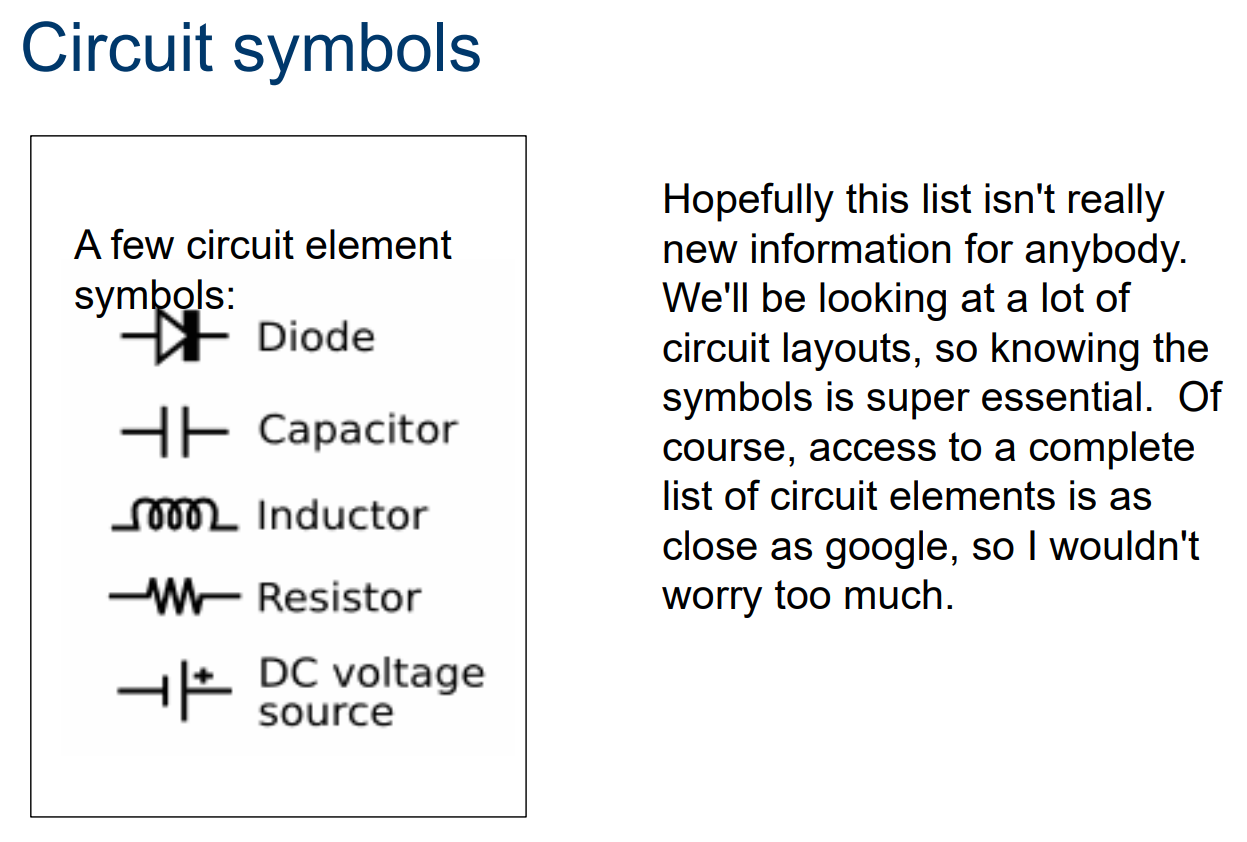 Circuit symbols
A few circuit element
symbols:
Diode
Capacitor
Inductor
Resistor
+
DC voltage
source
Hopefully this list isn't really
new information for anybody.
We'll be looking at a lot of
circuit layouts, so knowing the
symbols is super essential.  Of
course, access to a complete
list of circuit elements is as
close as google, so I wouldn't
worry too much.